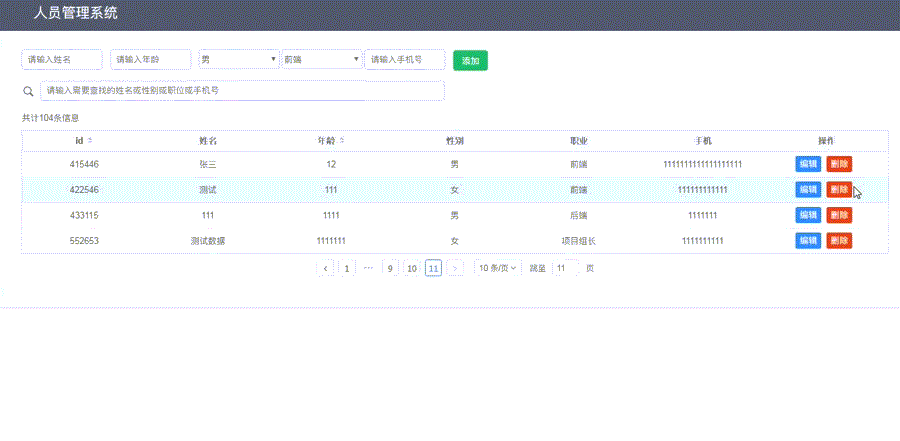 人员管理系统
请输入姓名 请输入年龄 男 前端 请输入手机号 添加
请输入需要查找的姓名或性别或职位或手机号
共计104条信息
Id 姓名 年龄 性别 职业 手机 操作
415446 张三 12 男 前端 1111111111111111111 编辑 删除
422546 测试 111 女 前端 111111111111 编辑 删除
433115 111 1111 男 后端 1111111 编辑 删除
552653 测试数据 1111111 女 项目组长 1111111111 编辑 删除
< 1 ••• 9 10 11 > 10 条/页 跳至 11 页